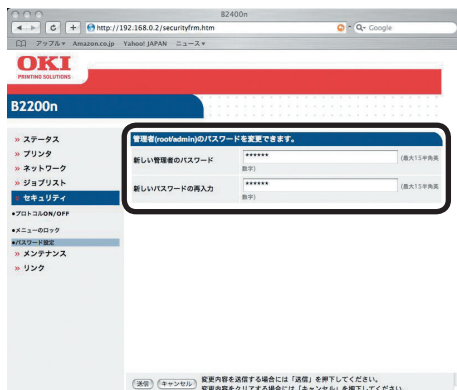 B2400n
http://192.168.0.2/securityfrm.htm
Q- Google
アップル▼ Amazon.co.jp Yahoo! JAPAN ニュース▼
OKI
PRINTING SOLUTIONS
B2200n
» ステータス
» プリンタ
» ネットワーク
» ジョブリスト
» セキュリティ
•プロトコルON/OFF
•メニューのロック
•パスワード設定
» メンテナンス
» リンク
管理者(root/admin)のパスワードを変更できます。
新しい管理者のパスワード ****** (最大15半角英数字)
新しいパスワードの再入力 ****** (最大15半角英数字)
送信 キャンセル 変更内容を送信する場合には「送信」を押下してください。
変更内容をクリアする場合には「キャンセル」を押下してください。